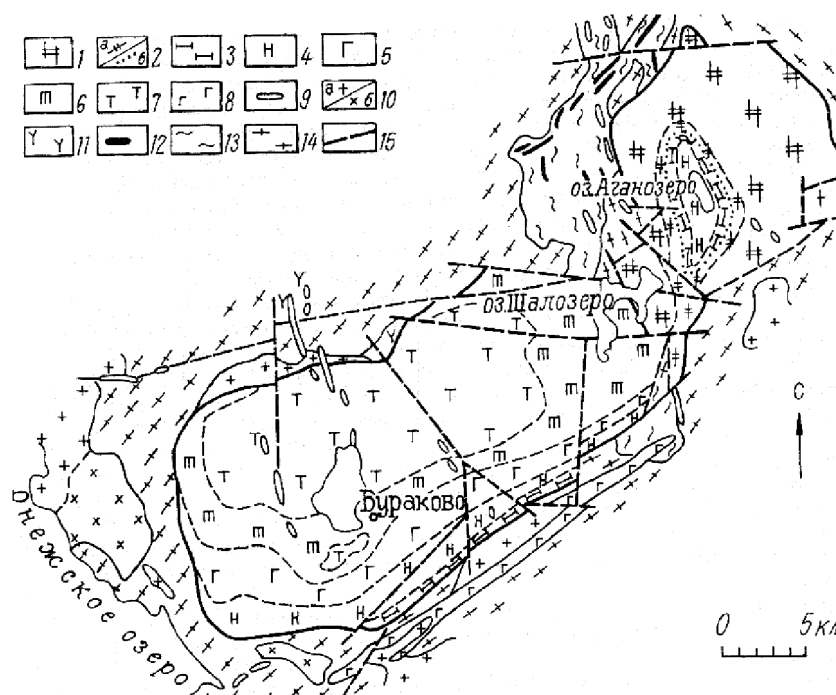 1 а б 2 3 н 4 Г 5
т 6 Т Т 7 г г 8 9 а б 10
Y Y 11 12 13 14 15
оз. Аганозеро
оз. Шалозеро
С
Бураково
Онежское озеро
0 5км